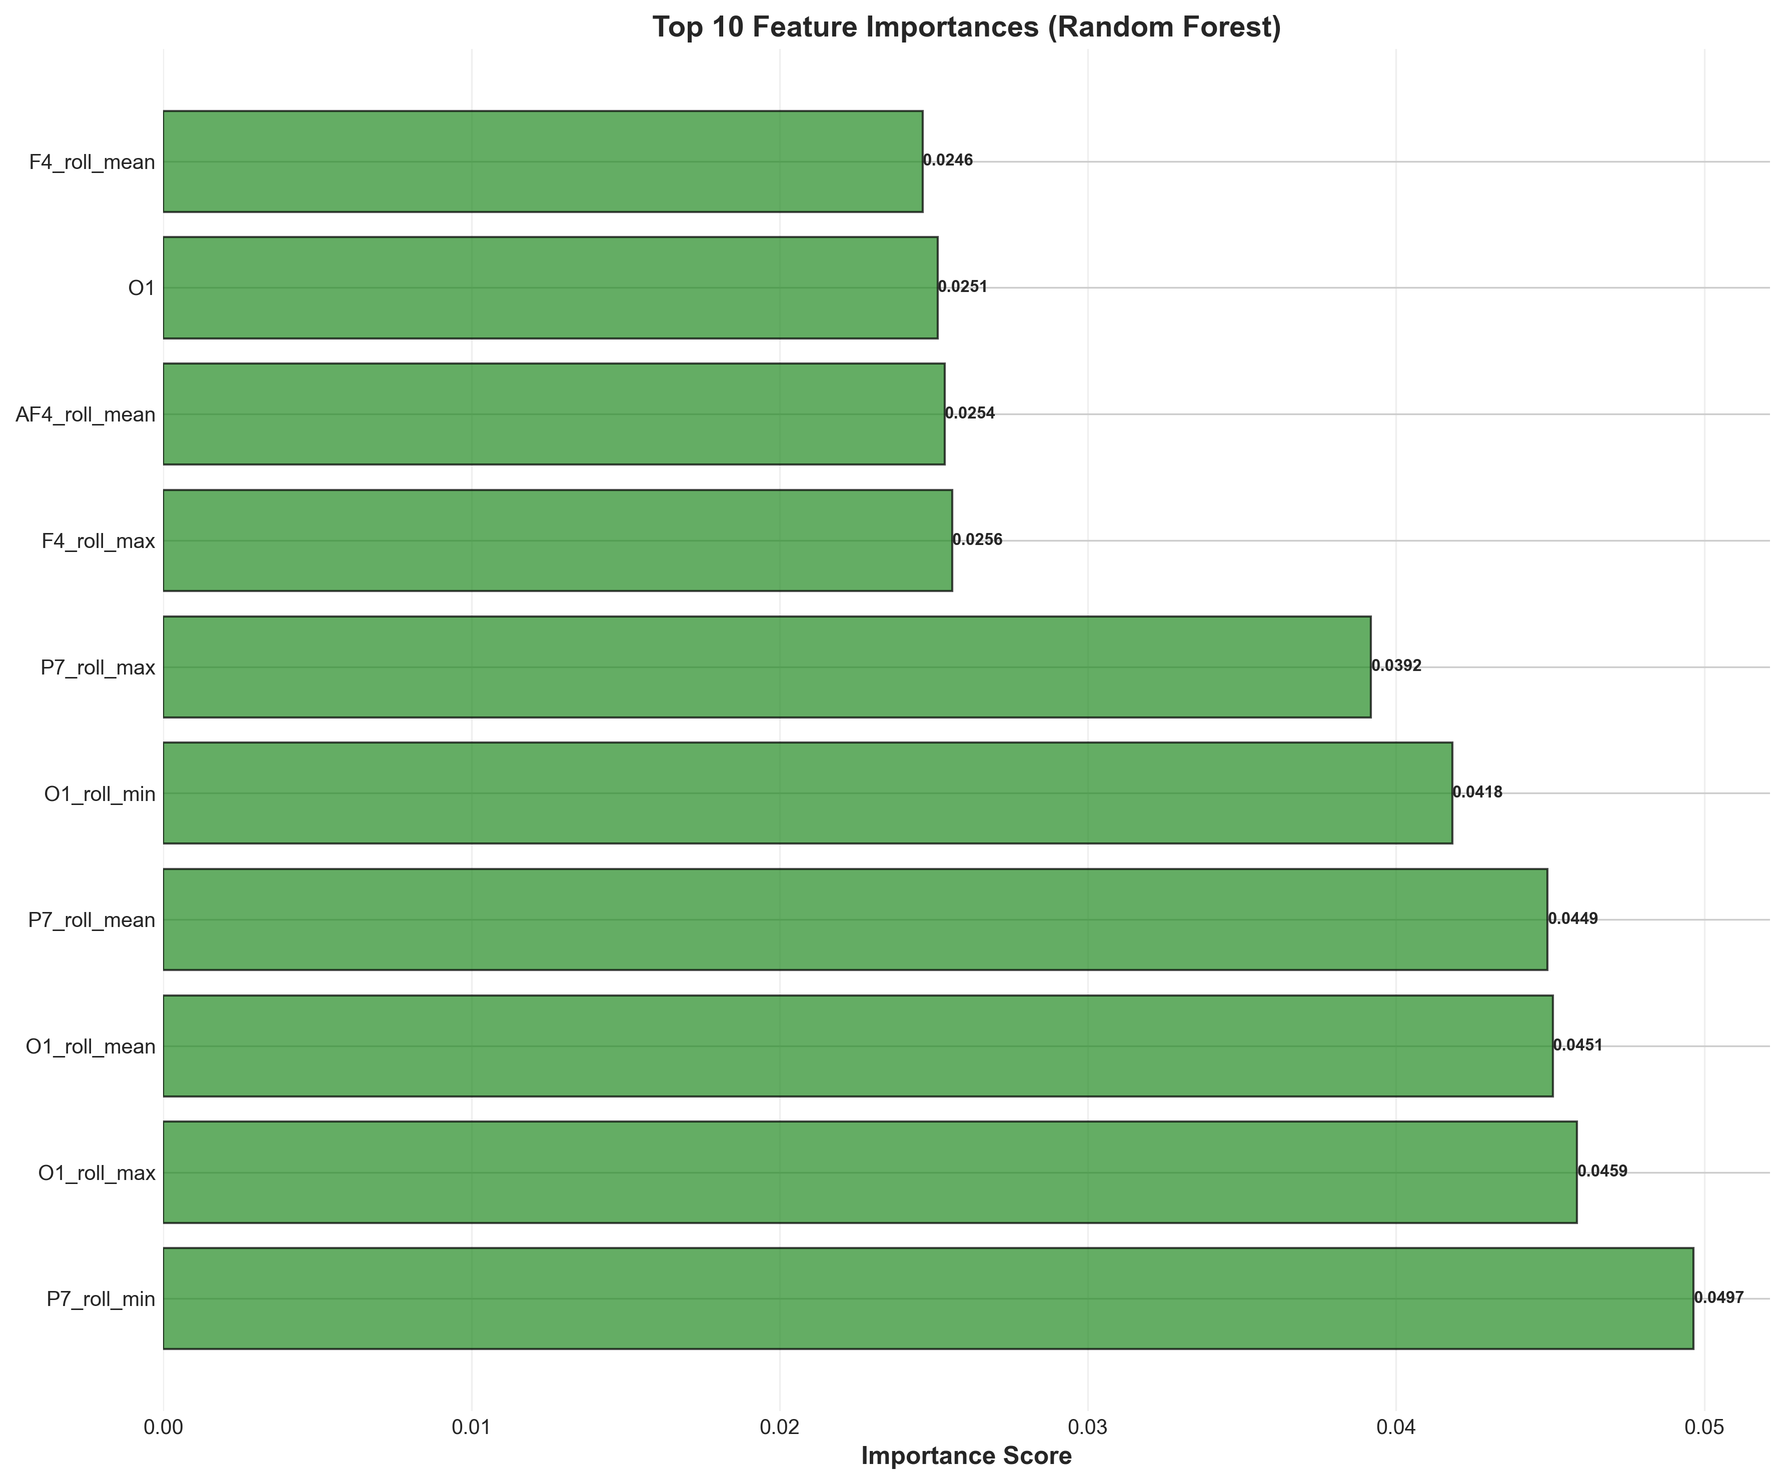 Top 10 Feature Importances (Random Forest)
F4_roll_mean 0.0246
O1 0.0251
AF4_roll_mean 0.0254
F4_roll_max 0.0256
P7_roll_max 0.0392
O1_roll_min 0.0418
P7_roll_mean 0.0449
O1_roll_mean 0.0451
O1_roll_max 0.0459
P7_roll_min 0.0497
0.00 0.01 0.02 0.03 0.04 0.05
Importance Score